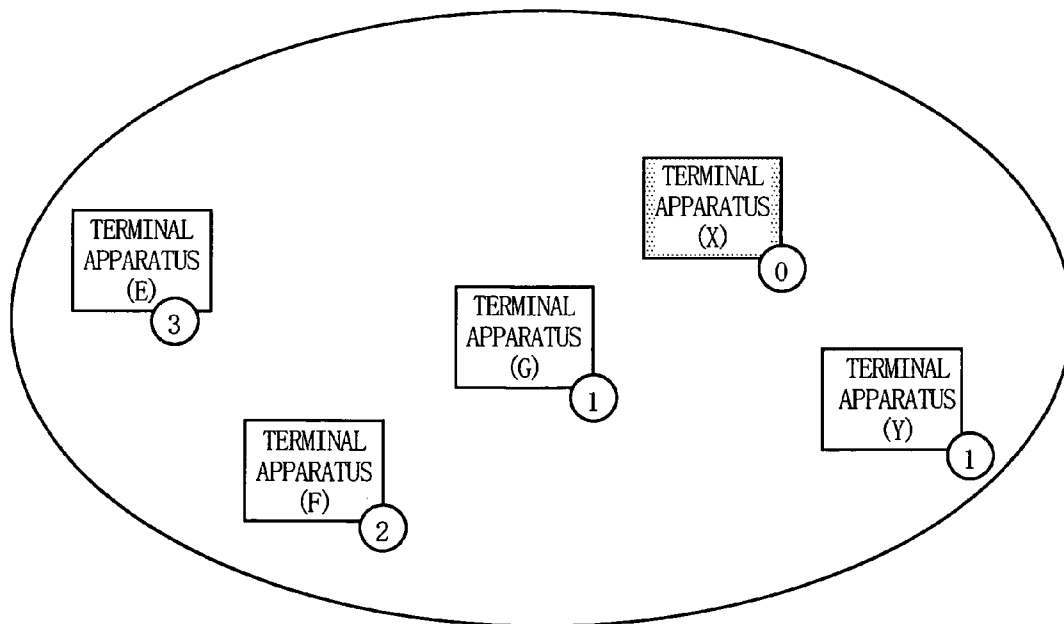 TERMINAL
APPARATUS
(X)
0
TERMINAL
APPARATUS
(E)
3
TERMINAL
APPARATUS
(G)
1
TERMINAL
APPARATUS
(Y)
1
TERMINAL
APPARATUS
(F)
2